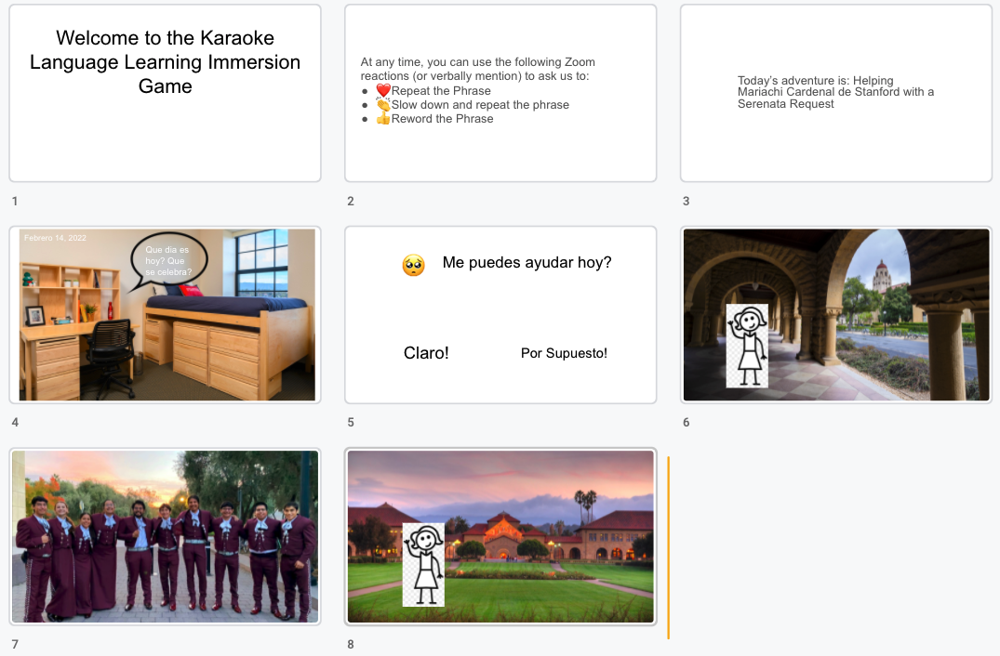 Welcome to the Karaoke
Language Learning Immersion
Game
1
At any time, you can use the following Zoom
reactions (or verbally mention) to ask us to:
● ❤️Repeat the Phrase
● 👏Slow down and repeat the phrase
● 👍Reword the Phrase
2
Today's adventure is: Helping
Mariachi Cardenal de Stanford with a
Serenata Request
3
Febrero 14, 2022
Que dia es
hoy? Que
se celebra?
4
🥺 Me puedes ayudar hoy?
Claro! Por Supuesto!
5
6
7
8